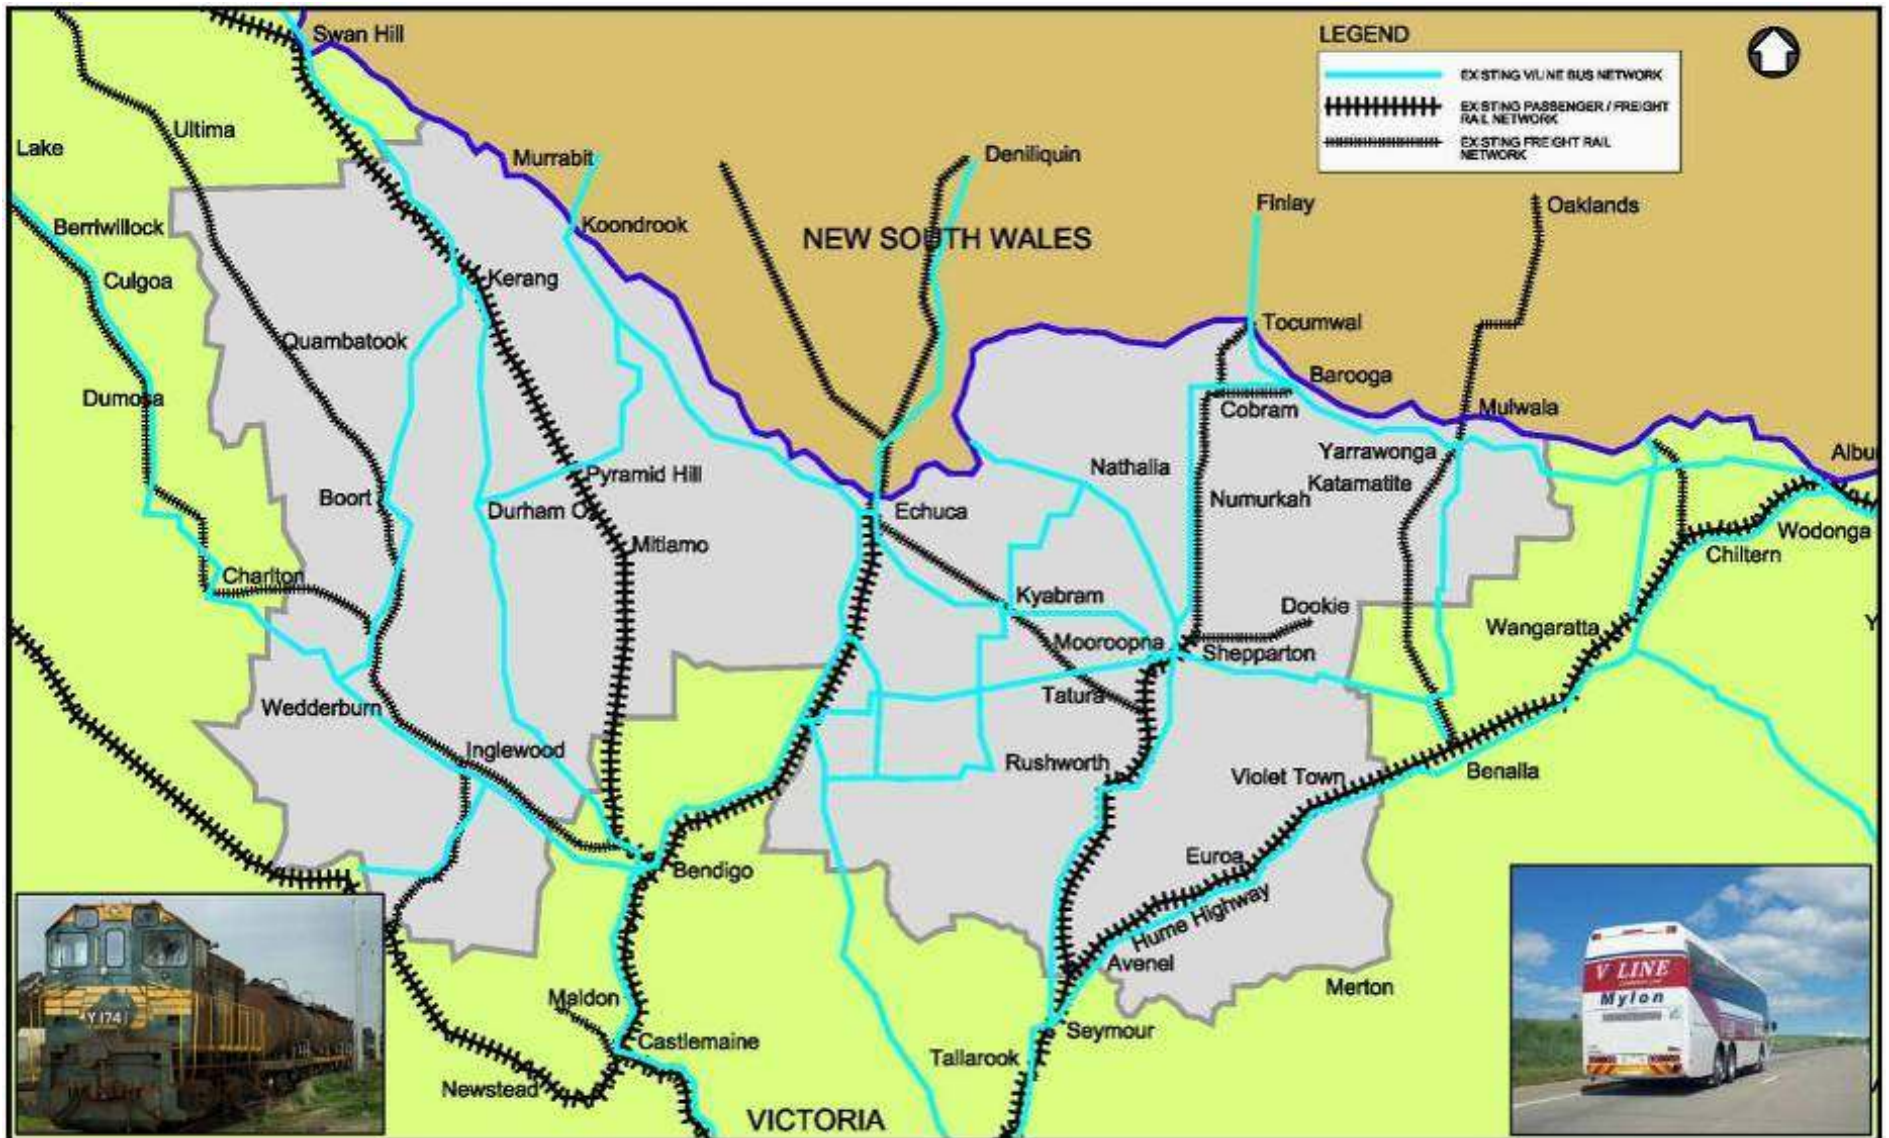 Swan Hill
LEGEND
EXISTING V/LINE BUS NETWORK
EXISTING PASSENGER / FREIGHT
RAIL NETWORK
EXISTING FREIGHT RAIL
NETWORK
Ultima
Lake
Murrabit
Deniliquin
Finlay
Oaklands
Berriwillock
Koondrook
NEW SOUTH WALES
Culgoa
Kerang
Tocumwal
Quambatook
Barooga
Dumosa
Cobram
Mulwala
Yarrawonga
Albu
Nathalia
Pyramid Hill
Katamatite
Boort
Numurkah
Durham O
Echuca
Wodonga
Mitiamo
Chiltern
Charlton
Kyabram
Dookie
Wangaratta
Y
Mooroopna
Shepparton
Tatura
Wedderburn
Inglewood
Rushworth
Violet Town
Benalla
Euroa
Bendigo
Hume Highway
Avenel
Merton
Maldon
Seymour
Castlemaine
Tallarook
Newstead
VICTORIA
Y 174
V LINE
Mylon